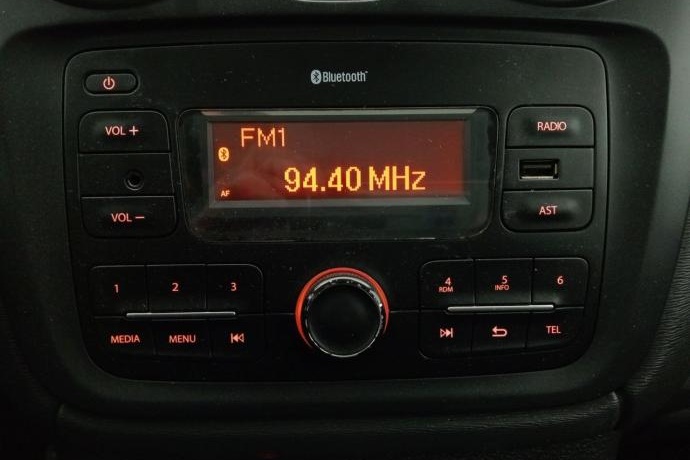 Bluetooth
VOL +
FM1
RADIO
94.40 MHz
AF
VOL −
AST
1
2
3
4
RDM
5
INFO
6
MEDIA
MENU
TEL